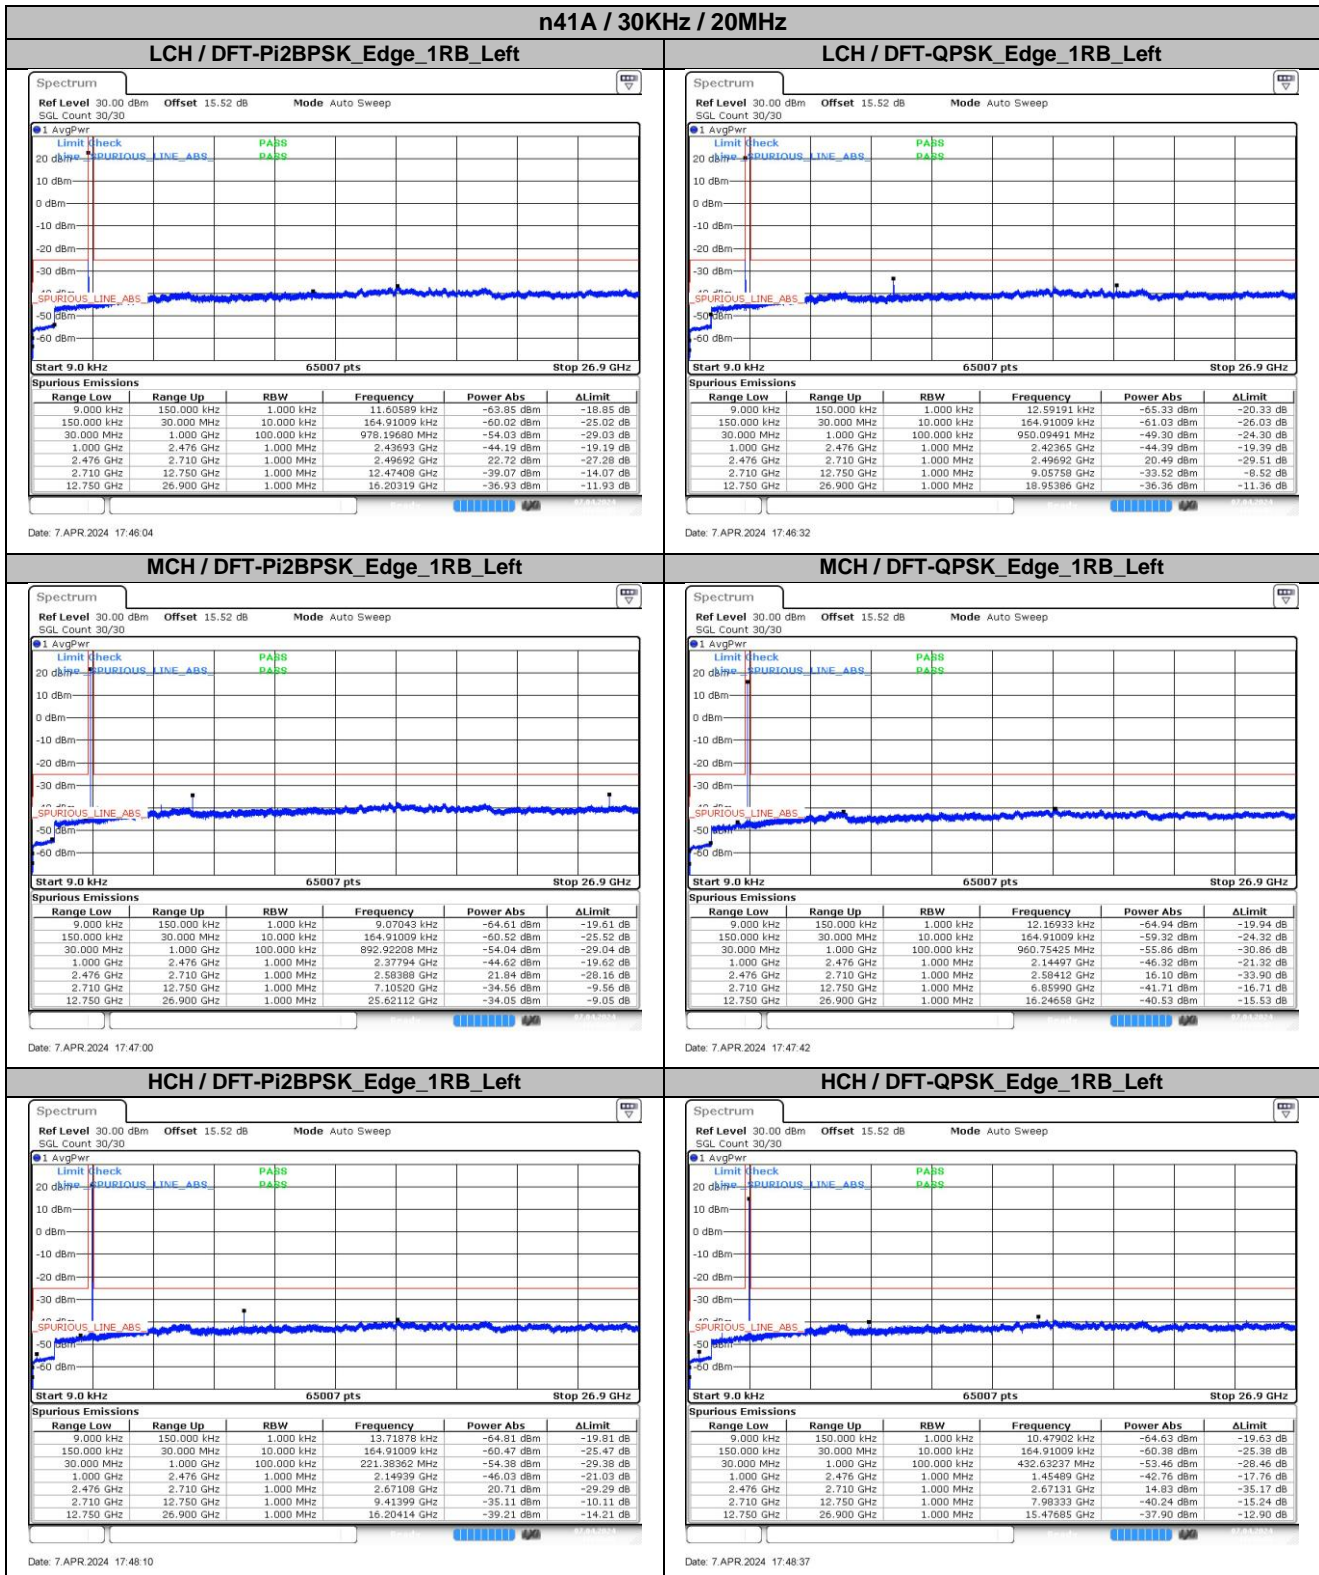 n41A / 30KHz / 20MHz
LCH / DFT-Pi2BPSK_Edge_1RB_Left
Spectrum
Ref Level 30.00 dBm Offset 15.52 dB Mode Auto Sweep
SGL Count 30/30
1 AvgPwr
Limit Check PASS
Line _SPURIOUS_LINE_ABS_ PASS
20 dBm
10 dBm
0 dBm
-10 dBm
-20 dBm
-30 dBm
_SPURIOUS_LINE_ABS_
-50 dBm
-60 dBm
Start 9.0 kHz 65007 pts Stop 26.9 GHz
Spurious Emissions
Range Low Range Up RBW Frequency Power Abs ΔLimit
9.000 kHz 150.000 kHz 1.000 kHz 11.60589 kHz -63.85 dBm -18.85 dB
150.000 kHz 30.000 MHz 10.000 kHz 164.91009 kHz -60.02 dBm -25.02 dB
30.000 MHz 1.000 GHz 100.000 kHz 978.19680 MHz -54.03 dBm -29.03 dB
1.000 GHz 2.476 GHz 1.000 MHz 2.43693 GHz -44.19 dBm -19.19 dB
2.476 GHz 2.710 GHz 1.000 MHz 2.49692 GHz 22.72 dBm -27.28 dB
2.710 GHz 12.750 GHz 1.000 MHz 12.47408 GHz -39.07 dBm -14.07 dB
12.750 GHz 26.900 GHz 1.000 MHz 16.20319 GHz -36.93 dBm -11.93 dB
Date: 7.APR.2024 17:46:04
LCH / DFT-QPSK_Edge_1RB_Left
Spectrum
Ref Level 30.00 dBm Offset 15.52 dB Mode Auto Sweep
SGL Count 30/30
1 AvgPwr
Limit Check PASS
Line _SPURIOUS_LINE_ABS_ PASS
20 dBm
10 dBm
0 dBm
-10 dBm
-20 dBm
-30 dBm
_SPURIOUS_LINE_ABS_
-50 dBm
-60 dBm
Start 9.0 kHz 65007 pts Stop 26.9 GHz
Spurious Emissions
Range Low Range Up RBW Frequency Power Abs ΔLimit
9.000 kHz 150.000 kHz 1.000 kHz 12.59191 kHz -65.33 dBm -20.33 dB
150.000 kHz 30.000 MHz 10.000 kHz 164.91009 kHz -61.03 dBm -26.03 dB
30.000 MHz 1.000 GHz 100.000 kHz 950.09491 MHz -49.30 dBm -24.30 dB
1.000 GHz 2.476 GHz 1.000 MHz 2.42365 GHz -44.39 dBm -19.39 dB
2.476 GHz 2.710 GHz 1.000 MHz 2.49692 GHz 20.49 dBm -29.51 dB
2.710 GHz 12.750 GHz 1.000 MHz 9.05758 GHz -33.52 dBm -8.52 dB
12.750 GHz 26.900 GHz 1.000 MHz 18.95386 GHz -36.36 dBm -11.36 dB
Date: 7.APR.2024 17:46:32
MCH / DFT-Pi2BPSK_Edge_1RB_Left
Spectrum
Ref Level 30.00 dBm Offset 15.52 dB Mode Auto Sweep
SGL Count 30/30
1 AvgPwr
Limit Check PASS
Line _SPURIOUS_LINE_ABS_ PASS
20 dBm
10 dBm
0 dBm
-10 dBm
-20 dBm
-30 dBm
_SPURIOUS_LINE_ABS_
-50 dBm
-60 dBm
Start 9.0 kHz 65007 pts Stop 26.9 GHz
Spurious Emissions
Range Low Range Up RBW Frequency Power Abs ΔLimit
9.000 kHz 150.000 kHz 1.000 kHz 9.07043 kHz -64.61 dBm -19.61 dB
150.000 kHz 30.000 MHz 10.000 kHz 164.91009 kHz -60.52 dBm -25.52 dB
30.000 MHz 1.000 GHz 100.000 kHz 892.92208 MHz -54.04 dBm -29.04 dB
1.000 GHz 2.476 GHz 1.000 MHz 2.37794 GHz -44.62 dBm -19.62 dB
2.476 GHz 2.710 GHz 1.000 MHz 2.58388 GHz 21.84 dBm -28.16 dB
2.710 GHz 12.750 GHz 1.000 MHz 7.10520 GHz -34.56 dBm -9.56 dB
12.750 GHz 26.900 GHz 1.000 MHz 25.62112 GHz -34.05 dBm -9.05 dB
Date: 7.APR.2024 17:47:00
MCH / DFT-QPSK_Edge_1RB_Left
Spectrum
Ref Level 30.00 dBm Offset 15.52 dB Mode Auto Sweep
SGL Count 30/30
1 AvgPwr
Limit Check PASS
Line _SPURIOUS_LINE_ABS_ PASS
20 dBm
10 dBm
0 dBm
-10 dBm
-20 dBm
-30 dBm
_SPURIOUS_LINE_ABS_
-50 dBm
-60 dBm
Start 9.0 kHz 65007 pts Stop 26.9 GHz
Spurious Emissions
Range Low Range Up RBW Frequency Power Abs ΔLimit
9.000 kHz 150.000 kHz 1.000 kHz 12.16933 kHz -64.94 dBm -19.94 dB
150.000 kHz 30.000 MHz 10.000 kHz 164.91009 kHz -59.32 dBm -24.32 dB
30.000 MHz 1.000 GHz 100.000 kHz 960.75425 MHz -55.86 dBm -30.86 dB
1.000 GHz 2.476 GHz 1.000 MHz 2.14497 GHz -46.32 dBm -21.32 dB
2.476 GHz 2.710 GHz 1.000 MHz 2.58412 GHz 16.10 dBm -33.90 dB
2.710 GHz 12.750 GHz 1.000 MHz 6.85990 GHz -41.71 dBm -16.71 dB
12.750 GHz 26.900 GHz 1.000 MHz 16.24658 GHz -40.53 dBm -15.53 dB
Date: 7.APR.2024 17:47:42
HCH / DFT-Pi2BPSK_Edge_1RB_Left
Spectrum
Ref Level 30.00 dBm Offset 15.52 dB Mode Auto Sweep
SGL Count 30/30
1 AvgPwr
Limit Check PASS
Line _SPURIOUS_LINE_ABS_ PASS
20 dBm
10 dBm
0 dBm
-10 dBm
-20 dBm
-30 dBm
_SPURIOUS_LINE_ABS_
-50 dBm
-60 dBm
Start 9.0 kHz 65007 pts Stop 26.9 GHz
Spurious Emissions
Range Low Range Up RBW Frequency Power Abs ΔLimit
9.000 kHz 150.000 kHz 1.000 kHz 13.71878 kHz -64.81 dBm -19.81 dB
150.000 kHz 30.000 MHz 10.000 kHz 164.91009 kHz -60.47 dBm -25.47 dB
30.000 MHz 1.000 GHz 100.000 kHz 221.38362 MHz -54.38 dBm -29.38 dB
1.000 GHz 2.476 GHz 1.000 MHz 2.14939 GHz -46.03 dBm -21.03 dB
2.476 GHz 2.710 GHz 1.000 MHz 2.67108 GHz 20.71 dBm -29.29 dB
2.710 GHz 12.750 GHz 1.000 MHz 9.41399 GHz -35.11 dBm -10.11 dB
12.750 GHz 26.900 GHz 1.000 MHz 16.20414 GHz -39.21 dBm -14.21 dB
Date: 7.APR.2024 17:48:10
HCH / DFT-QPSK_Edge_1RB_Left
Spectrum
Ref Level 30.00 dBm Offset 15.52 dB Mode Auto Sweep
SGL Count 30/30
1 AvgPwr
Limit Check PASS
Line _SPURIOUS_LINE_ABS_ PASS
20 dBm
10 dBm
0 dBm
-10 dBm
-20 dBm
-30 dBm
_SPURIOUS_LINE_ABS_
-50 dBm
-60 dBm
Start 9.0 kHz 65007 pts Stop 26.9 GHz
Spurious Emissions
Range Low Range Up RBW Frequency Power Abs ΔLimit
9.000 kHz 150.000 kHz 1.000 kHz 10.47902 kHz -64.63 dBm -19.63 dB
150.000 kHz 30.000 MHz 10.000 kHz 164.91009 kHz -60.38 dBm -25.38 dB
30.000 MHz 1.000 GHz 100.000 kHz 432.63237 MHz -53.46 dBm -28.46 dB
1.000 GHz 2.476 GHz 1.000 MHz 1.45489 GHz -42.76 dBm -17.76 dB
2.476 GHz 2.710 GHz 1.000 MHz 2.67131 GHz 14.83 dBm -35.17 dB
2.710 GHz 12.750 GHz 1.000 MHz 7.98333 GHz -40.24 dBm -15.24 dB
12.750 GHz 26.900 GHz 1.000 MHz 15.47685 GHz -37.90 dBm -12.90 dB
Date: 7.APR.2024 17:48:37